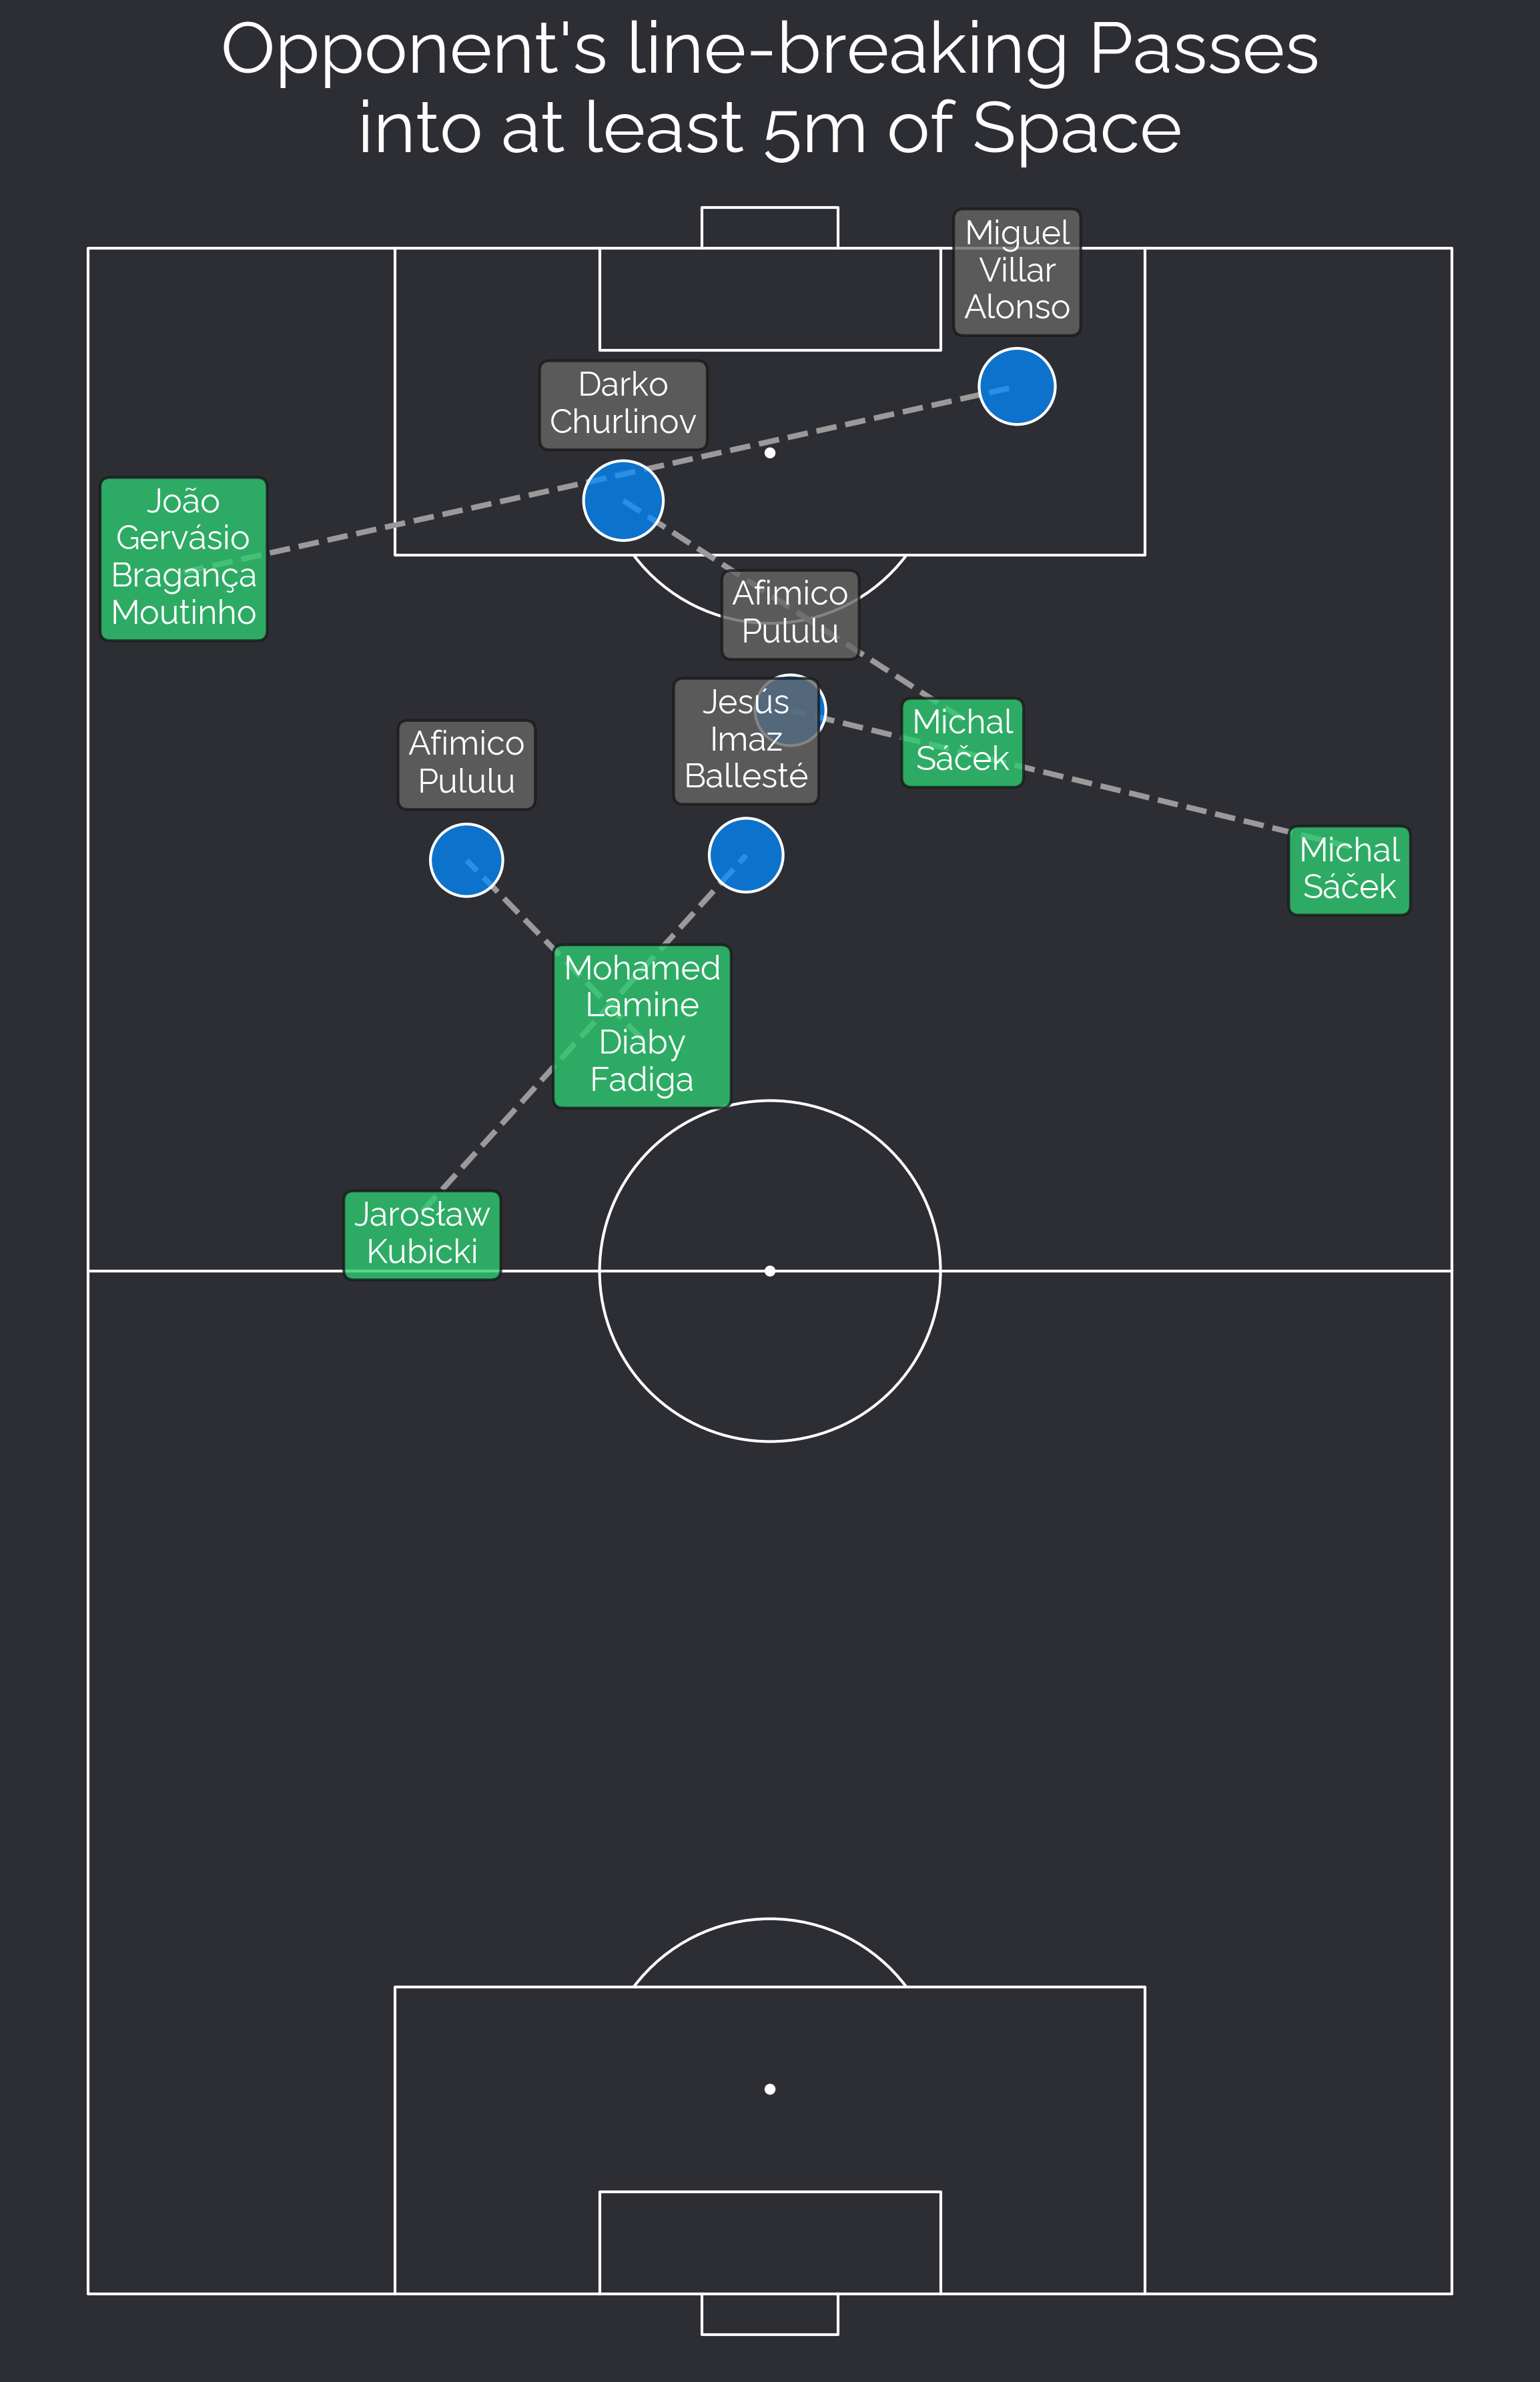 Opponent's line-breaking Passes
into at least 5m of Space
Miguel
Villar
Alonso
Darko
Churlinov
João
Gervásio
Bragança
Moutinho
Afimico
Pululu
Jesús
Imaz
Ballesté
Michal
Sáček
Afimico
Pululu
Michal
Sáček
Mohamed
Lamine
Diaby
Fadiga
Jarosław
Kubicki